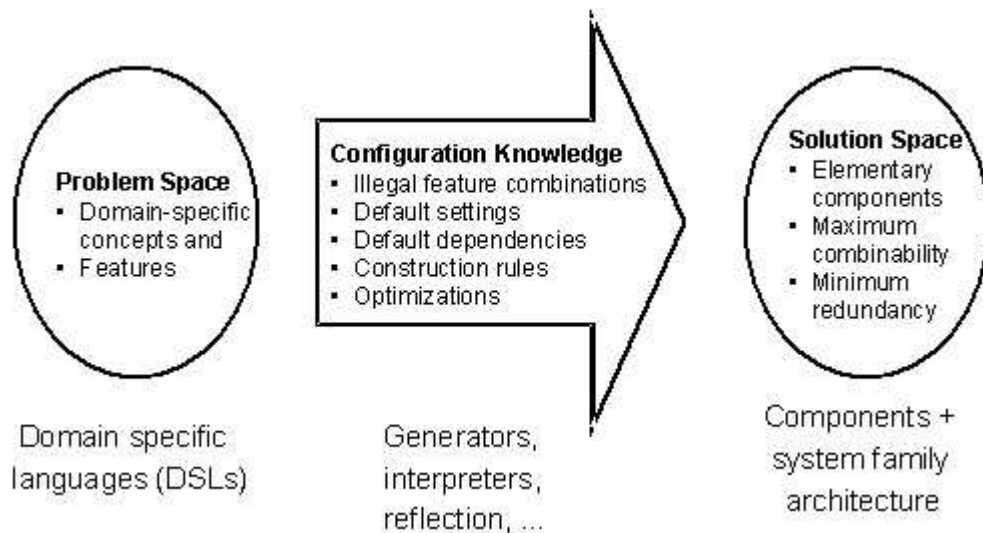 Problem Space
▪ Domain-specific
concepts and
▪ Features
Domain specific
languages (DSLs)
Configuration Knowledge
▪ Illegal feature combinations
▪ Default settings
▪ Default dependencies
▪ Construction rules
▪ Optimizations
Generators,
interpreters,
reflection, ...
Solution Space
▪ Elementary
components
▪ Maximum
combinability
▪ Minimum
redundancy
Components +
system family
architecture